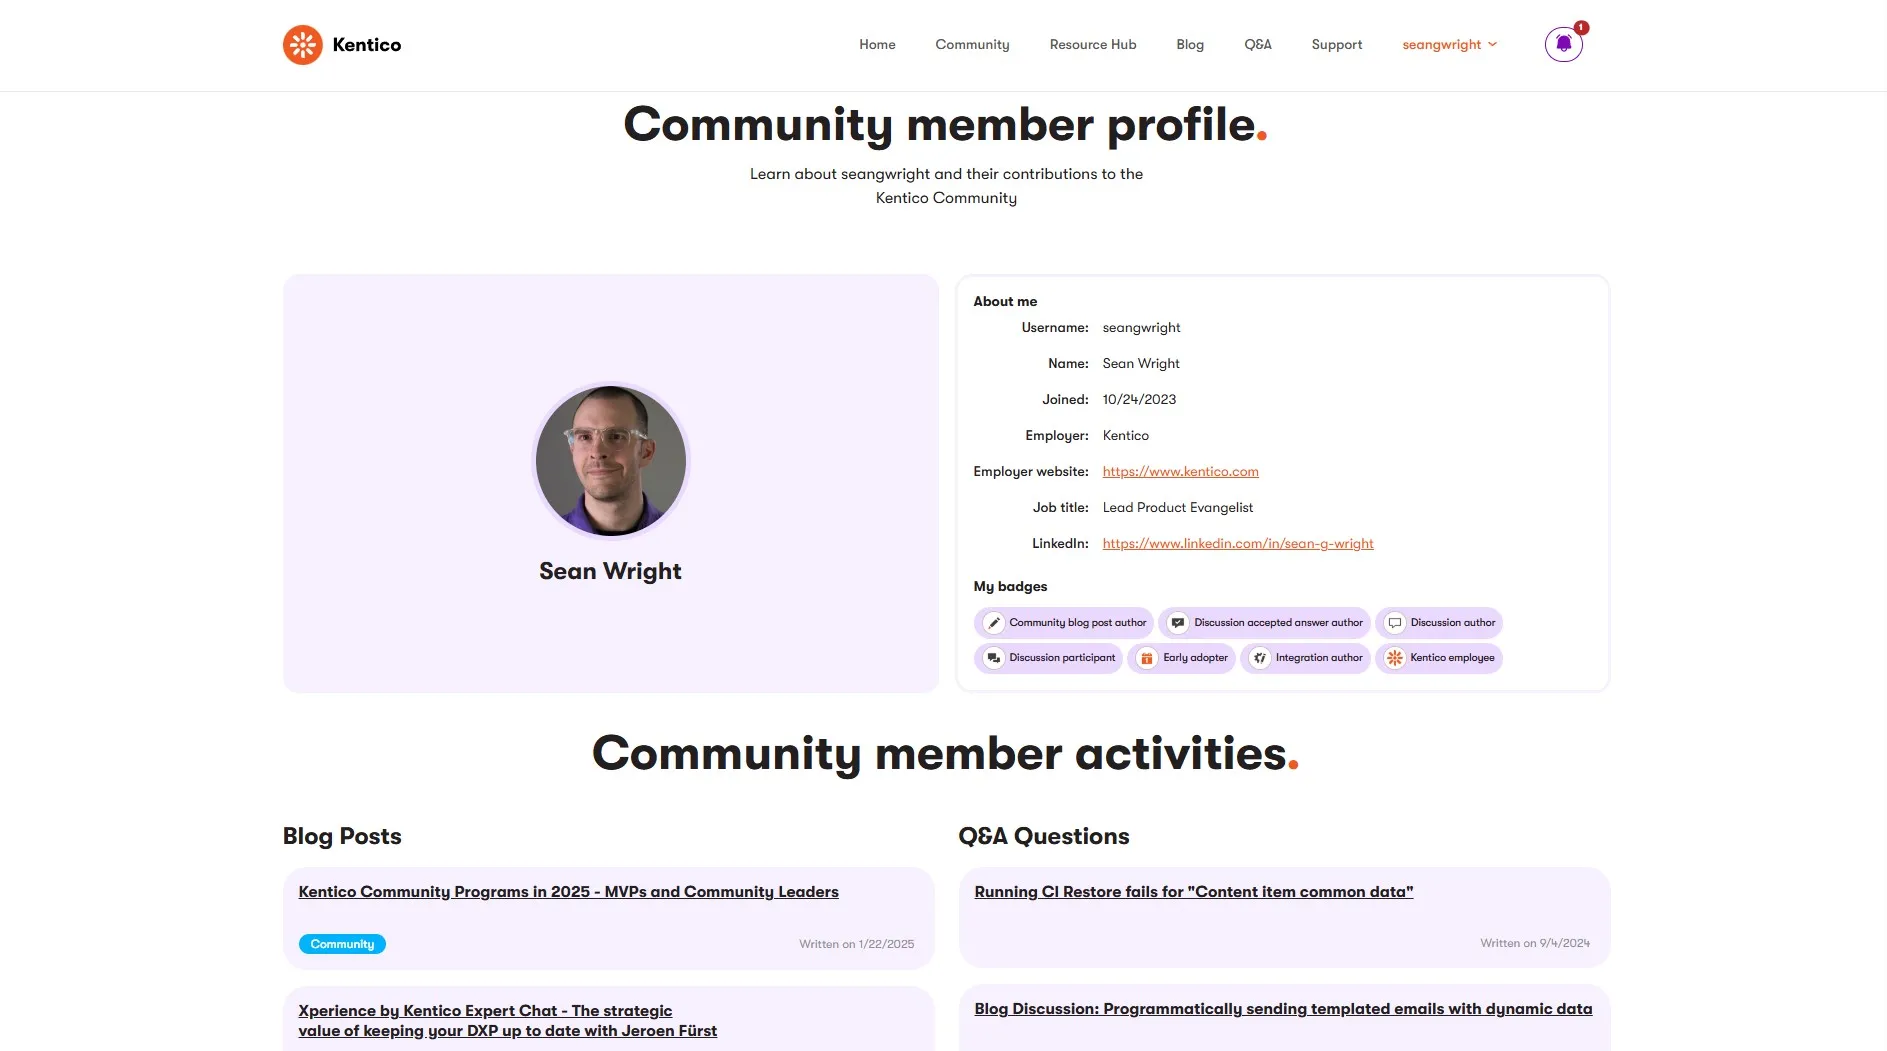 Kentico
Home
Community
Resource Hub
Blog
Q&A
Support
seangwright
1
Community member profile.
Learn about seangwright and their contributions to the
Kentico Community
Sean Wright
About me
Username: seangwright
Name: Sean Wright
Joined: 10/24/2023
Employer: Kentico
Employer website: https://www.kentico.com
Job title: Lead Product Evangelist
LinkedIn: https://www.linkedin.com/in/sean-g-wright
My badges
Community blog post author
Discussion accepted answer author
Discussion author
Discussion participant
Early adopter
Integration author
Kentico employee
Community member activities.
Blog Posts
Kentico Community Programs in 2025 - MVPs and Community Leaders
Community
Written on 1/22/2025
Xperience by Kentico Expert Chat - The strategic
value of keeping your DXP up to date with Jeroen Fürst
Q&A Questions
Running CI Restore fails for "Content item common data"
Written on 9/4/2024
Blog Discussion: Programmatically sending templated emails with dynamic data